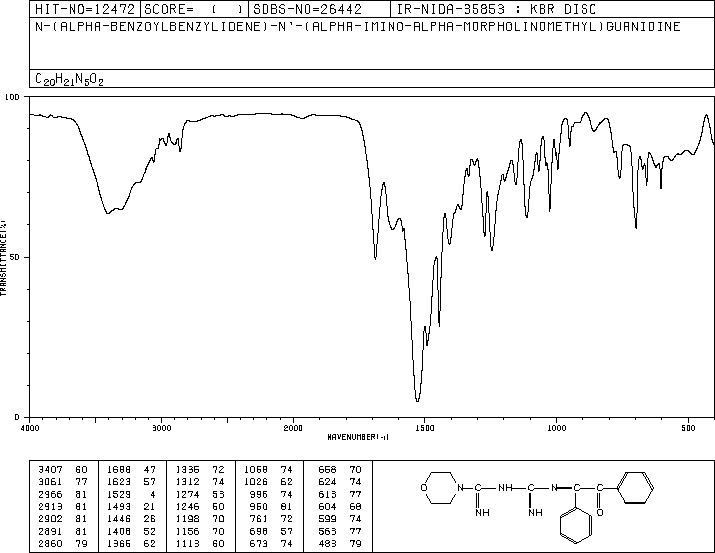 HIT-NO=12472 SCORE= ( ) SDBS-NO=26442 IR-NIDA-35853 : KBR DISC
N-(ALPHA-BENZOYLBENZYLIDENE)-N'-(ALPHA-IMINO-ALPHA-MORPHOLINOMETHYL)GUANIDINE
C20H21N5O2
100
50
0
TRANSMITTANCE(%)
4000 3000 2000 1500 1000 500
WAVENUMBER(-1)
3407 60 1688 47 1336 72 1068 74 668 70
3061 77 1623 57 1312 74 1026 62 624 74
2966 81 1529 4 1274 53 996 74 613 77
2913 81 1493 21 1246 60 950 81 604 68
2902 81 1446 26 1198 70 761 72 599 74
2891 81 1408 52 1156 70 698 57 563 77
2860 79 1366 62 1113 60 673 74 483 79
O N C NH C N C C
NH NH O